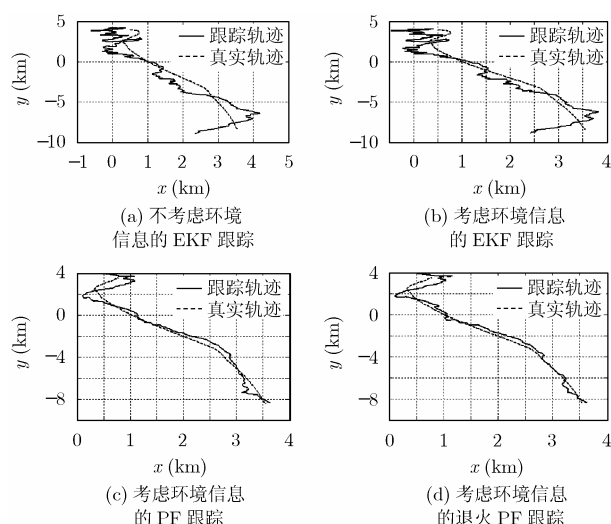 5
0
−5
−10
y (km)
跟踪轨迹
真实轨迹
−1 0 1 2 3 4 5
x (km)
(a) 不考虑环境
信息的 EKF 跟踪
5
0
−5
−10
y (km)
跟踪轨迹
真实轨迹
0 1 2 3 4
x (km)
(b) 考虑环境信息
的 EKF 跟踪
4
0
−4
−8
y (km)
跟踪轨迹
真实轨迹
0 1 2 3 4
x (km)
(c) 考虑环境信息
的 PF 跟踪
4
0
−4
−8
y (km)
跟踪轨迹
真实轨迹
0 1 2 3 4
x (km)
(d) 考虑环境信息
的退火 PF 跟踪